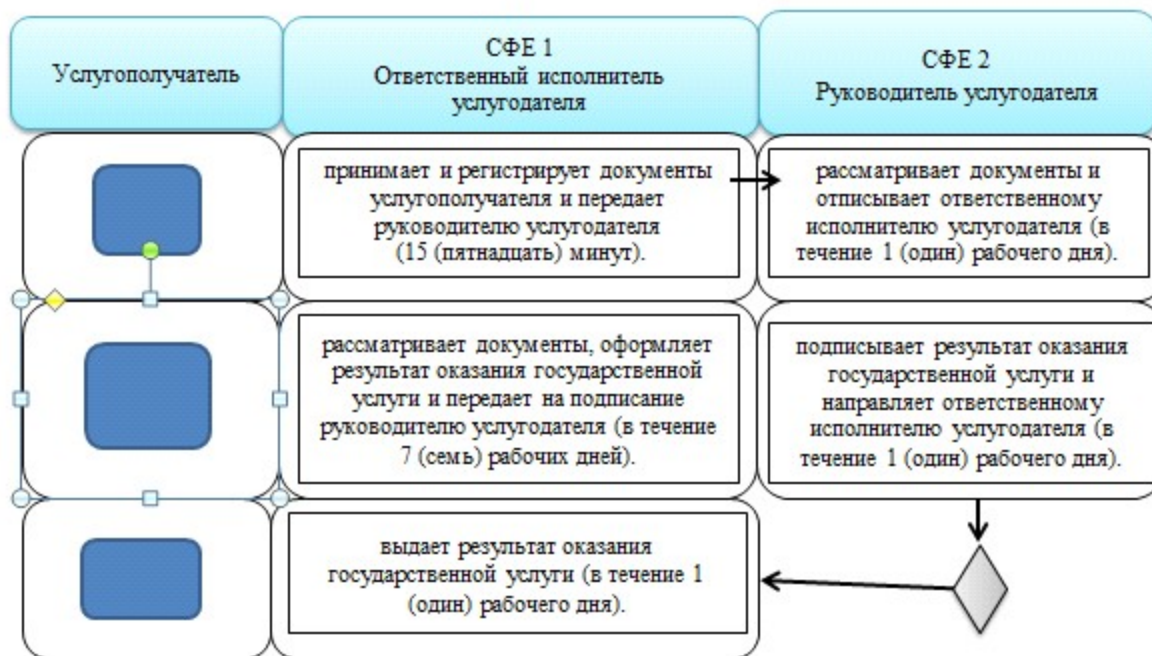 Услугополучатель
СФЕ 1
Ответственный исполнитель
услугодателя
СФЕ 2
Руководитель услугодателя
принимает и регистрирует документы
услугополучателя и передает
руководителю услугодателя
(15 (пятнадцать) минут).
рассматривает документы и
отписывает ответственному
исполнителю услугодателя (в
течение 1 (один) рабочего дня).
рассматривает документы, оформляет
результат оказания государственной
услуги и передает на подписание
руководителю услугодателя (в течение
7 (семь) рабочих дней).
подписывает результат оказания
государственной услуги и
направляет ответственному
исполнителю услугодателя (в
течение 1 (один) рабочего дня).
выдает результат оказания
государственной услуги (в течение 1
(один) рабочего дня).